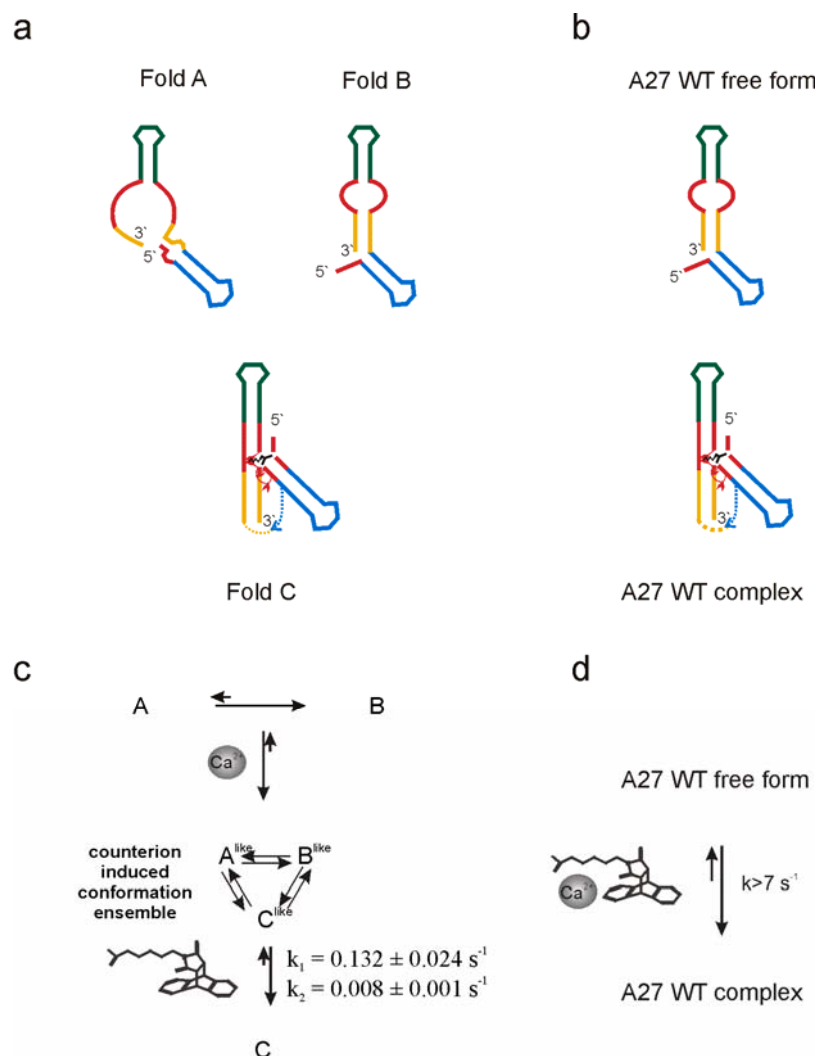 a
b
Fold A
Fold B
A27 WT free form
3`
5`
3`
5`
3`
5`
5`
3`
5`
3`
Fold C
A27 WT complex
c
d
A
B
Ca2+
A27 WT free form
counterion
induced
conformation
ensemble
Alike
Blike
Clike
Ca2+
k>7 s-1
k1 = 0.132 ± 0.024 s-1
k2 = 0.008 ± 0.001 s-1
A27 WT complex
C